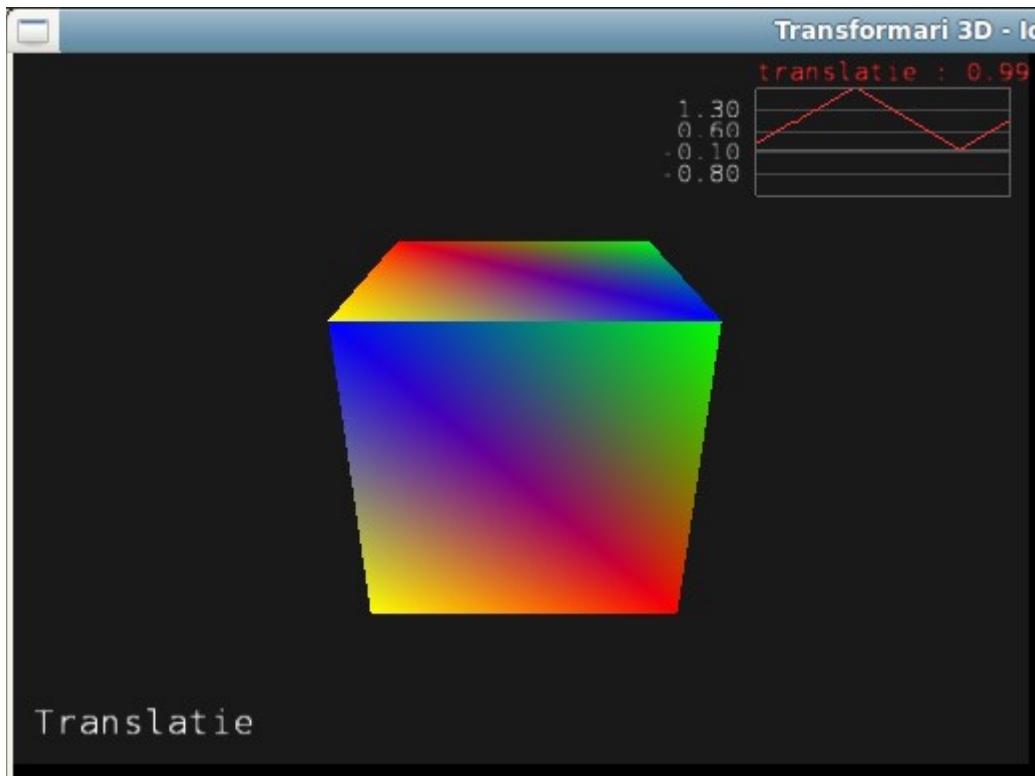 Transformari 3D -
translatie : 0.99
1.30
0.60
-0.10
-0.80
Translatie